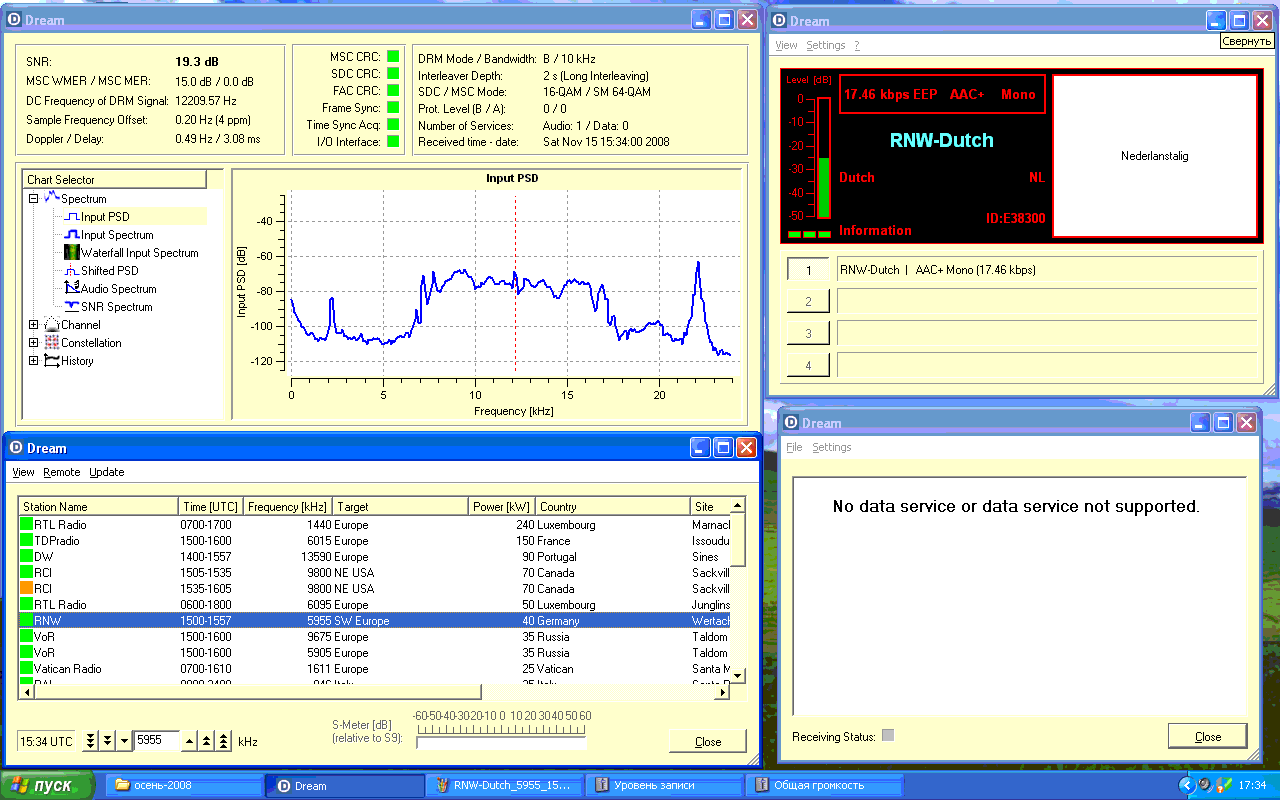 Dream
SNR: 19.3 dB
MSC WMER / MSC MER: 15.0 dB / 0.0 dB
DC Frequency of DRM Signal: 12209.57 Hz
Sample Frequency Offset: 0.20 Hz (4 ppm)
Doppler / Delay: 0.49 Hz / 3.08 ms
MSC CRC:
SDC CRC:
FAC CRC:
Frame Sync:
Time Sync Acq:
I/O Interface:
DRM Mode / Bandwidth: B / 10 kHz
Interleaver Depth: 2 s (Long Interleaving)
SDC / MSC Mode: 16-QAM / SM 64-QAM
Prot. Level (B / A): 0 / 0
Number of Services: Audio: 1 / Data: 0
Received time - date: Sat Nov 15 15:34:00 2008
Chart Selector
Spectrum
Input PSD
Input Spectrum
Waterfall Input Spectrum
Shifted PSD
Audio Spectrum
SNR Spectrum
Channel
Constellation
History
Input PSD
Input PSD [dB]
-40
-60
-80
-100
-120
0 5 10 15 20
Frequency [kHz]
Dream
Свернуть
View Settings ?
Level [dB]
0
-10
-20
-30
-40
-50
17.46 kbps EEP AAC+ Mono
RNW-Dutch
Dutch NL
ID:E38300
Information
Nederlanstalig
1 RNW-Dutch | AAC+ Mono (17.46 kbps)
2
3
4
Dream
View Remote Update
Station Name Time [UTC] Frequency [kHz] Target Power [kW] Country Site
RTL Radio 0700-1700 1440 Europe 240 Luxembourg Marnach
TDPradio 1500-1600 6015 Europe 150 France Issoudu
DW 1400-1557 13590 Europe 90 Portugal Sines
RCI 1505-1535 9800 NE USA 70 Canada Sackvill
RCI 1535-1605 9800 NE USA 70 Canada Sackvill
RTL Radio 0600-1800 6095 Europe 50 Luxembourg Junglins
RNW 1500-1557 5955 SW Europe 40 Germany Wertach
VoR 1500-1600 9675 Europe 35 Russia Taldom
VoR 1500-1600 5905 Europe 35 Russia Taldom
Vatican Radio 0700-1610 1611 Europe 25 Vatican Santa M
15:34 UTC 5955 kHz
S-Meter [dB]
(relative to S9):
-60-50-40-30-20-10 0 10 20 30 40 50 60
Close
Dream
File Settings
No data service or data service not supported.
Receiving Status:
Close
пуск осень-2008 Dream RNW-Dutch_5955_15... Уровень записи Общая громкость 17:34